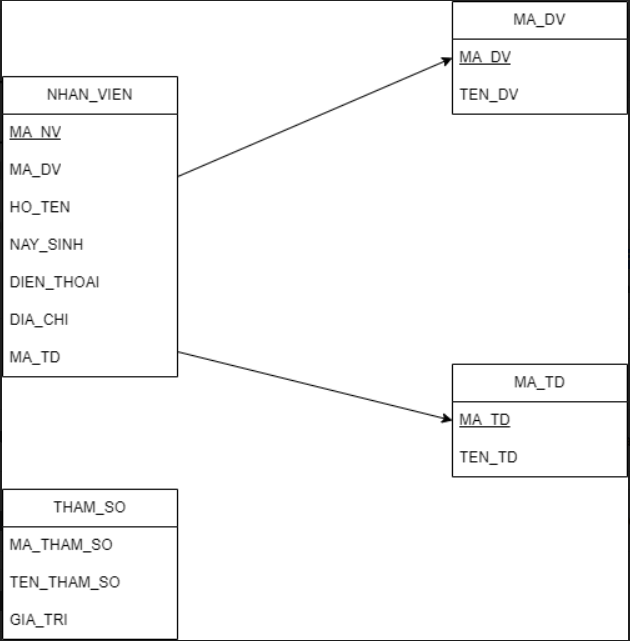 MA_DV
MA_DV
TEN_DV
NHAN_VIEN
MA_NV
MA_DV
HO_TEN
NAY_SINH
DIEN_THOAI
DIA_CHI
MA_TD
MA_TD
MA_TD
TEN_TD
THAM_SO
MA_THAM_SO
TEN_THAM_SO
GIA_TRI